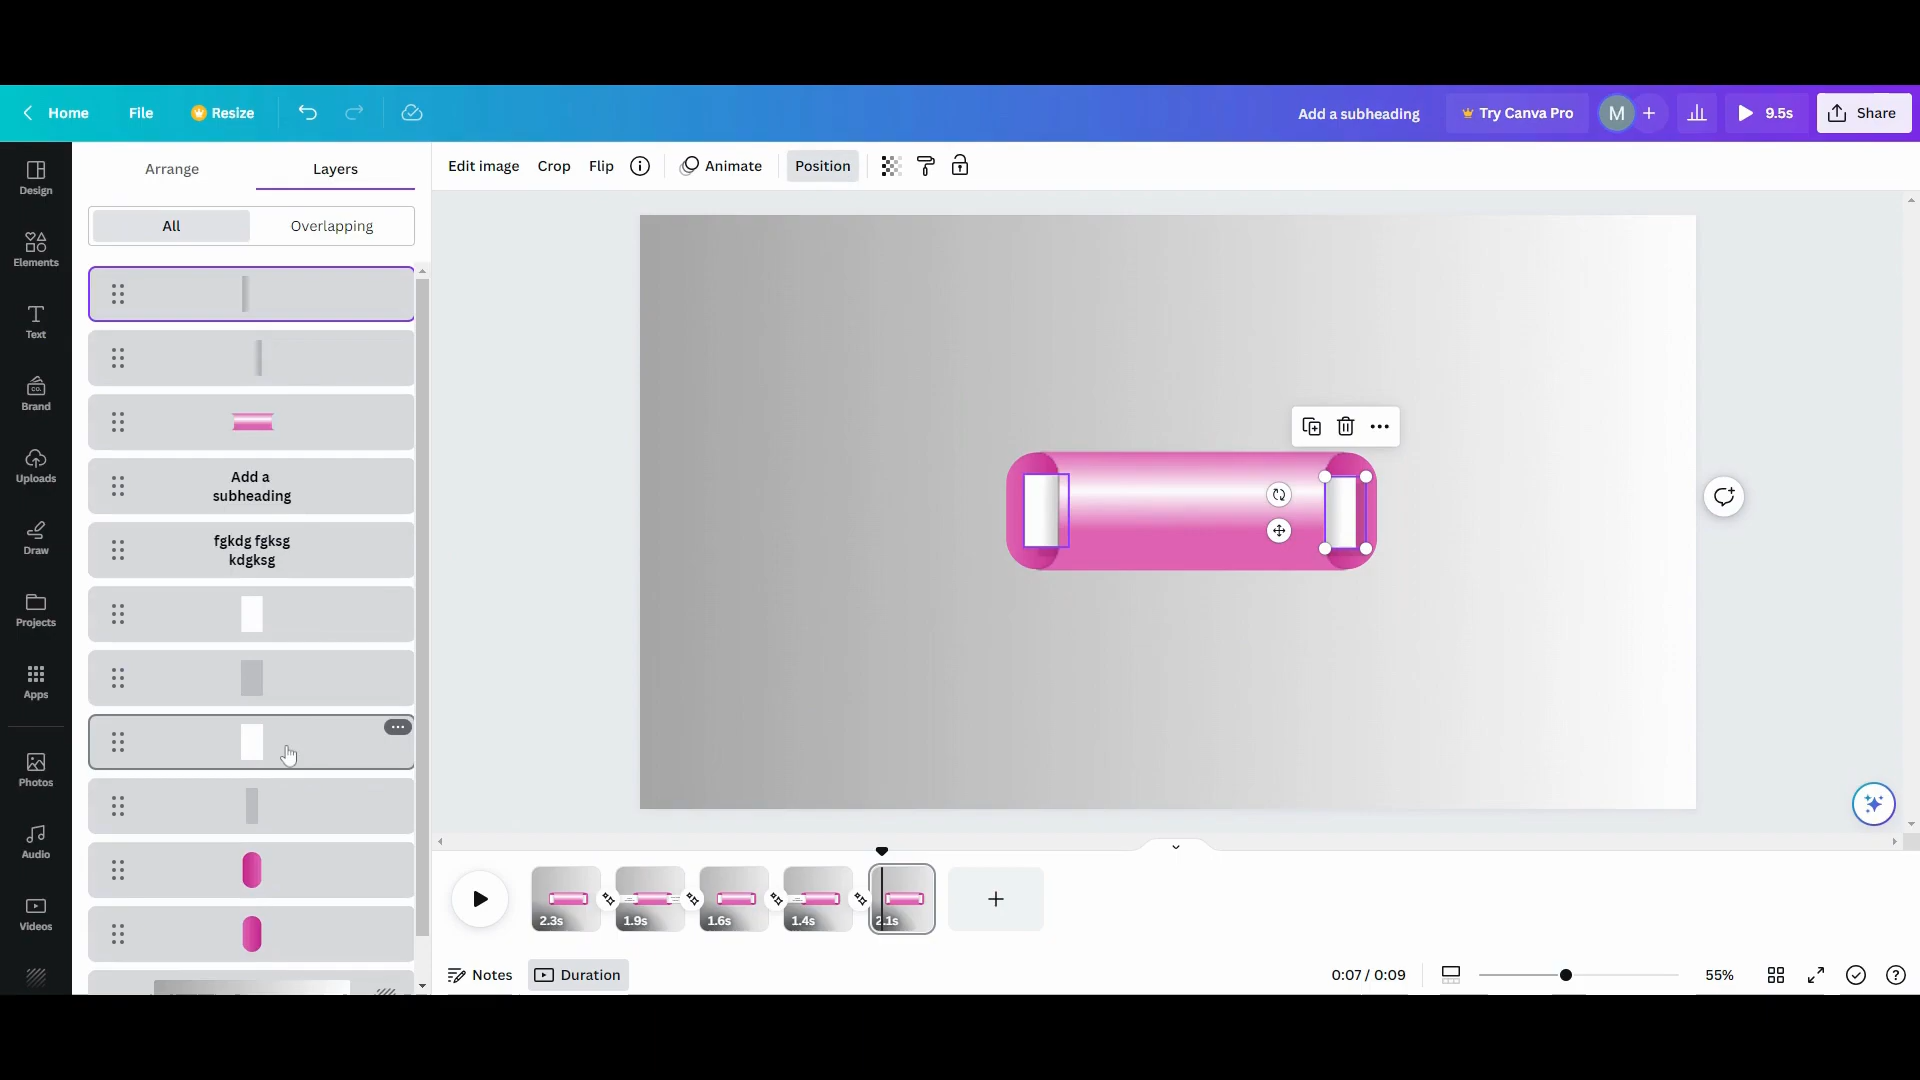 Home
File
Resize
Add a subheading
Try Canva Pro
M
9.5s
Share
Design
Elements
Text
Brand
CO.
Uploads
Draw
Projects
Apps
Photos
Audio
Videos
Arrange
Layers
All
Overlapping
Add a
subheading
fgkdg fgksg
kdgksg
Edit image
Crop
Flip
Animate
Position
2.3s
1.9s
1.6s
1.4s
2.1s
Notes
Duration
0:07 / 0:09
55%